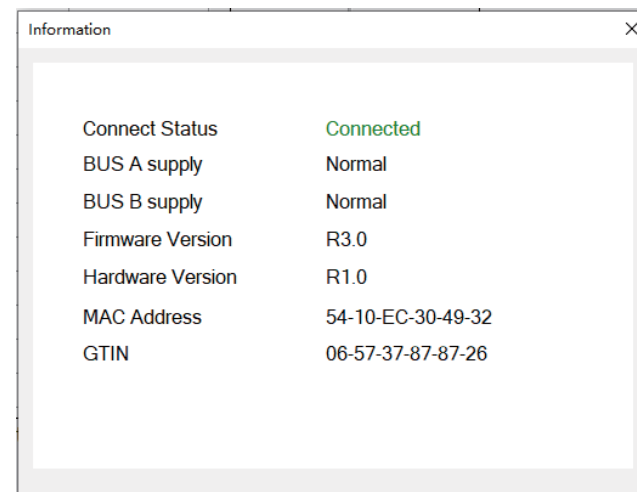 Information
Connect Status Connected
BUS A supply Normal
BUS B supply Normal
Firmware Version R3.0
Hardware Version R1.0
MAC Address 54-10-EC-30-49-32
GTIN 06-57-37-87-87-26